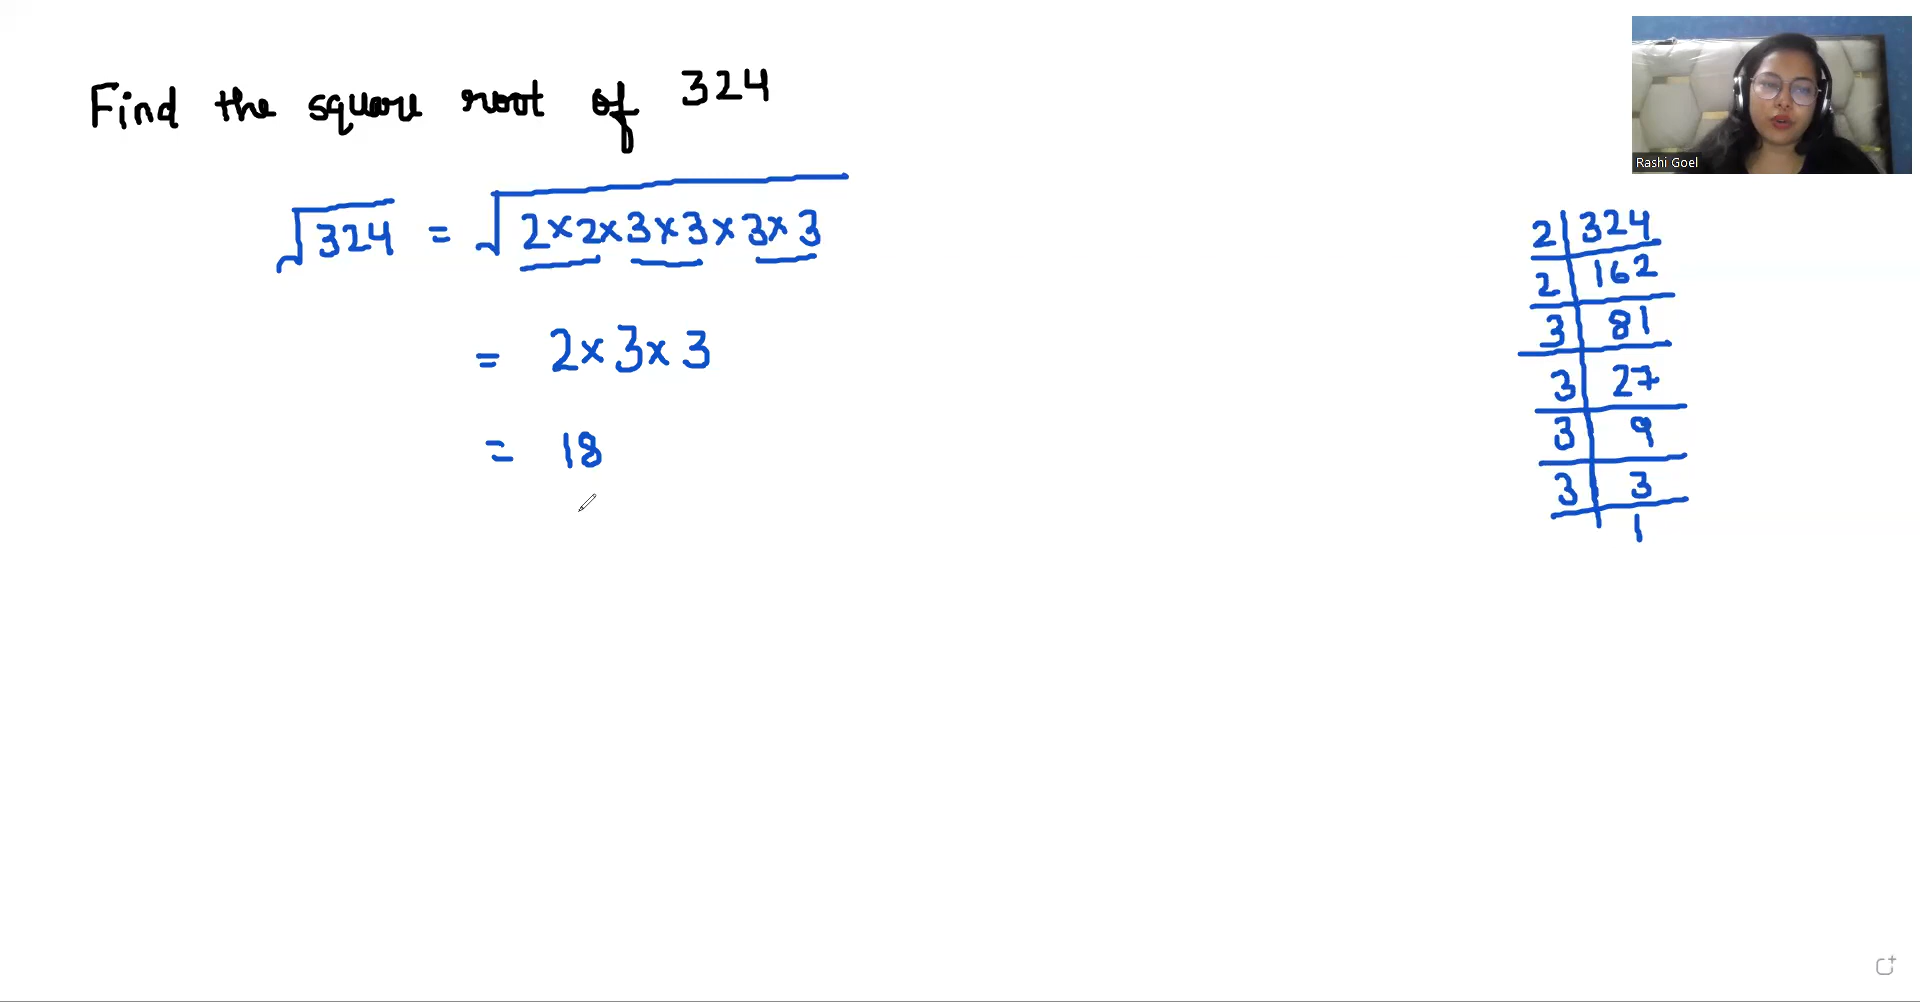 Find the square root of 324
√324 = √2×2×3×3×3×3
= 2×3×3
= 18
2 | 324
2 | 162
3 | 81
3 | 27
3 | 9
3 | 3
| 1
Rashi Goel